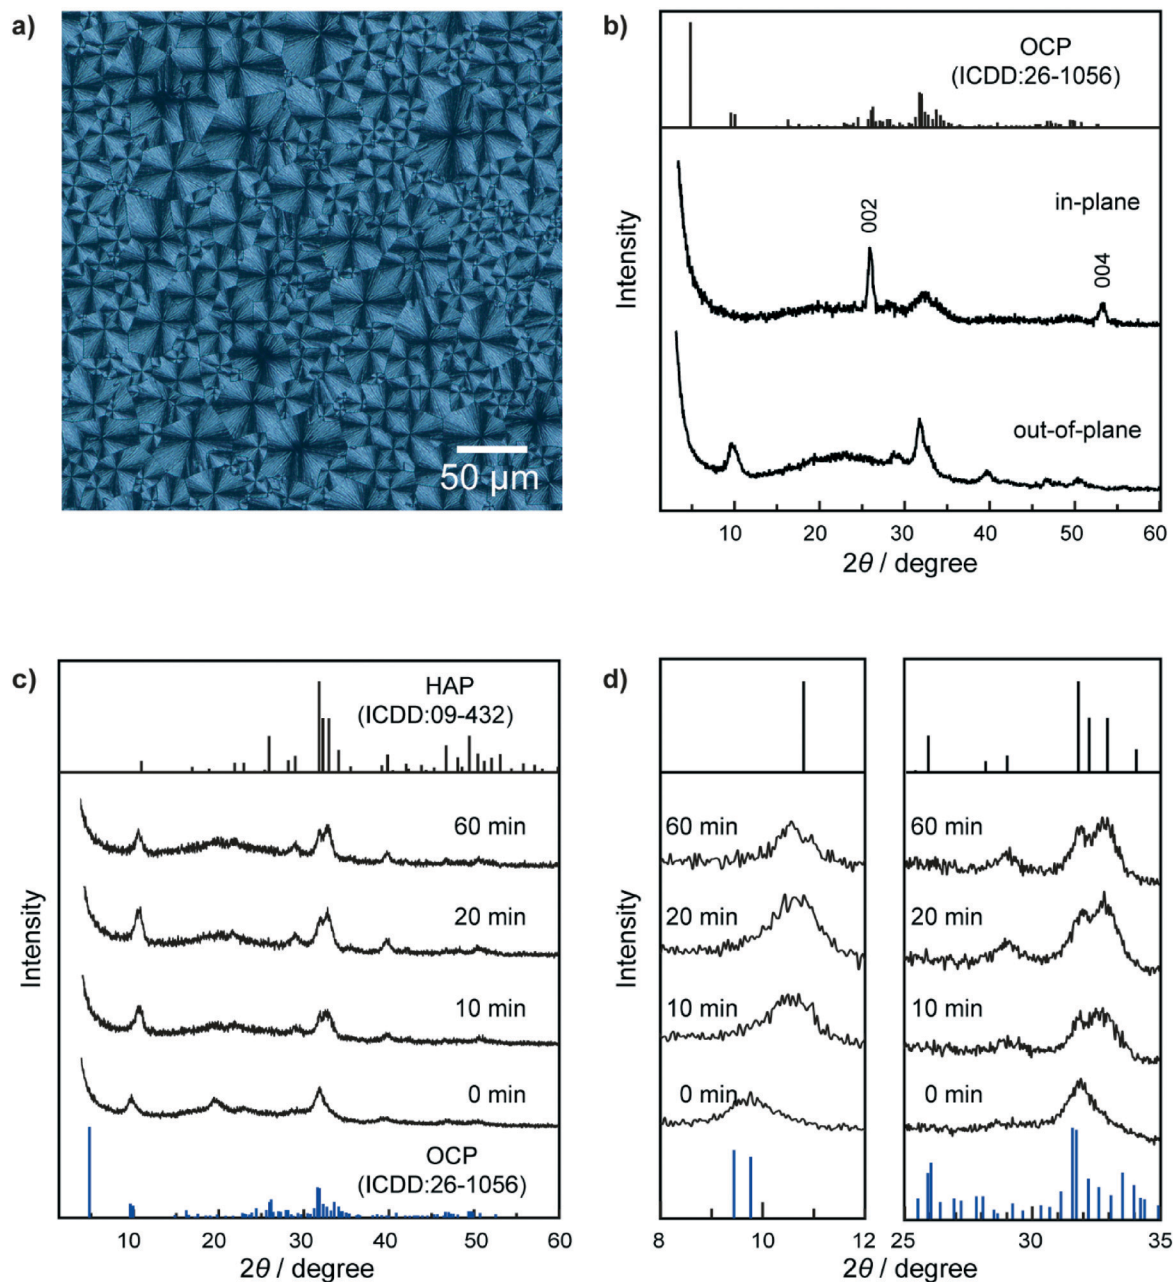 a)
50 μm
b)
OCP
(ICDD:26-1056)
in-plane
002
004
out-of-plane
Intensity
10 20 30 40 50 60
2θ / degree
c)
HAP
(ICDD:09-432)
60 min
20 min
10 min
0 min
OCP
(ICDD:26-1056)
Intensity
10 20 30 40 50 60
2θ / degree
d)
60 min
20 min
10 min
0 min
60 min
20 min
10 min
0 min
Intensity
8 10 12
25 30 35
2θ / degree